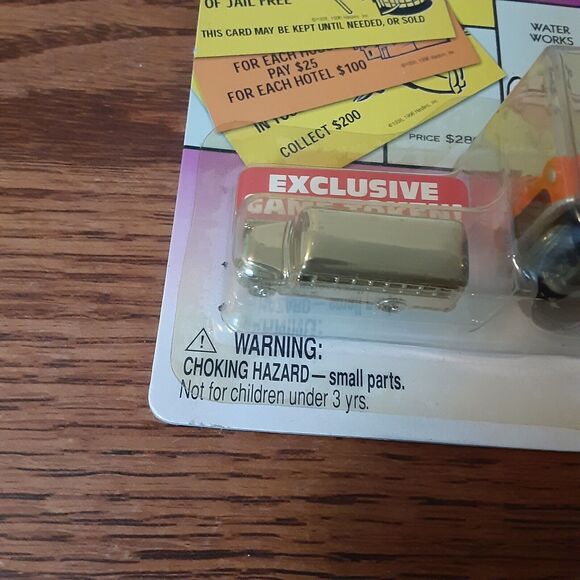 OF JAIL FREE
THIS CARD MAY BE KEPT UNTIL NEEDED, OR SOLD
FOR EACH HOUSE
PAY $25
FOR EACH HOTEL $100
IN
COLLECT $200
WATER
WORKS
PRICE $28
EXCLUSIVE
GAME TOKEN!
WARNING:
CHOKING HAZARD — small parts.
Not for children under 3 yrs.